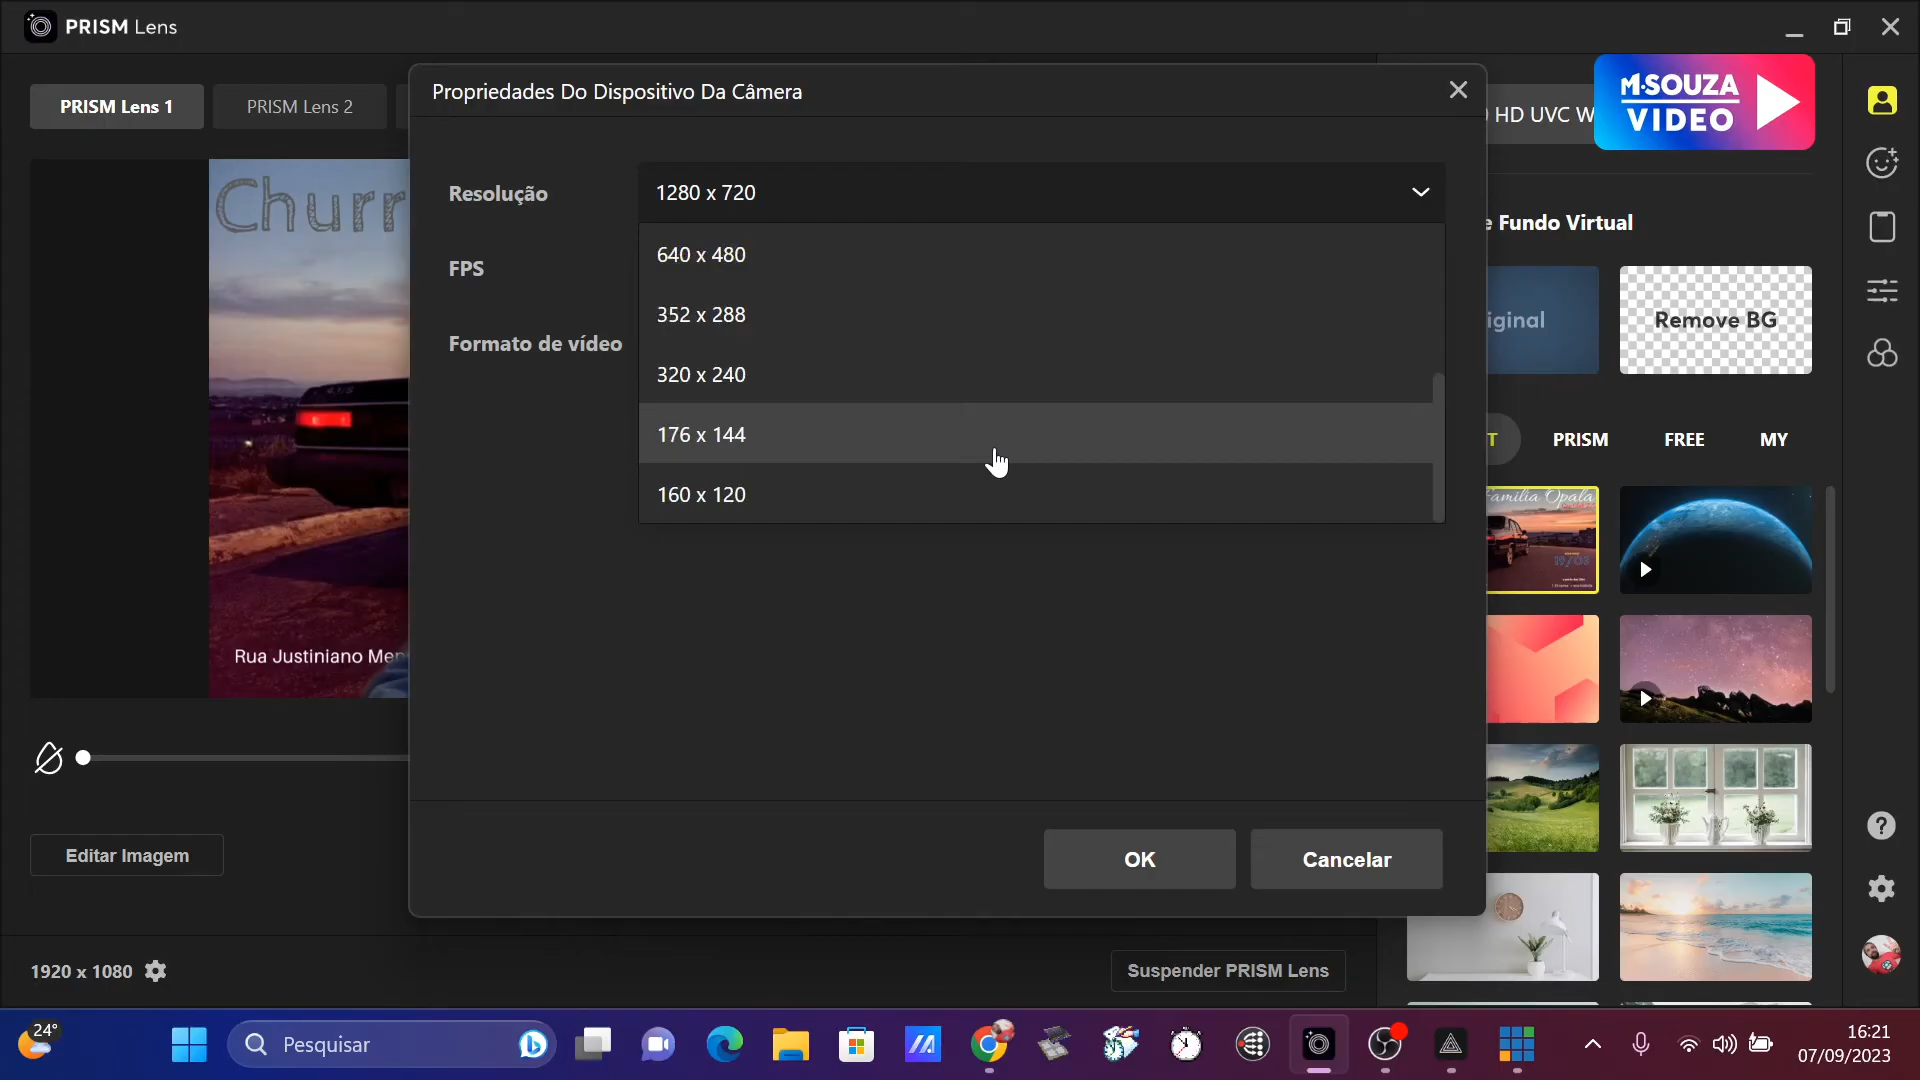 PRISM Lens
PRISM Lens 1
PRISM Lens 2
Propriedades Do Dispositivo Da Câmera
HD UVC W
M·SOUZA
VIDEO
Resolução
1280 x 720
FPS
Formato de vídeo
640 x 480
352 x 288
320 x 240
176 x 144
160 x 120
e Fundo Virtual
iginal
Remove BG
T
PRISM
FREE
MY
Churr
Rua Justiniano Men
Familia Opala
19/03
Editar Imagem
OK
Cancelar
1920 x 1080
Suspender PRISM Lens
24°
Pesquisar
16:21
07/09/2023